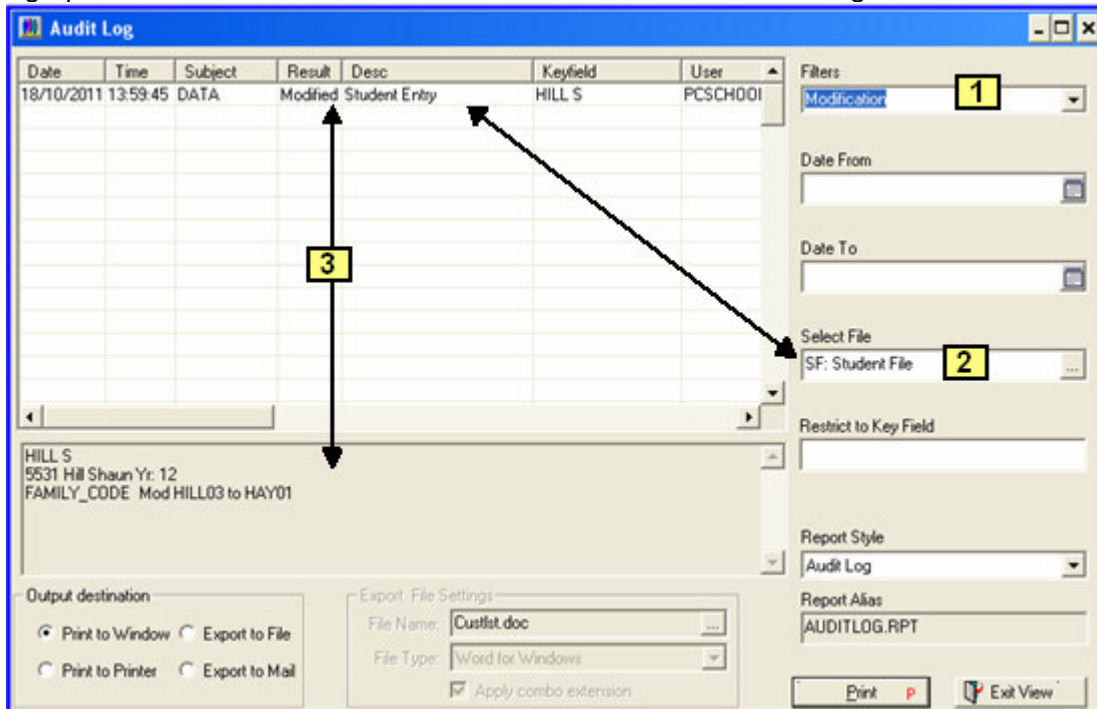 Audit Log
Date Time Subject Result Desc Keyfield User
18/10/2011 13:59:45 DATA Modified Student Entry HILL S PCSCHOOL
Filters
Modification
1
Date From
Date To
3
Select File
SF: Student File
2
...
Restrict to Key Field
HILL S
5531 Hill Shaun Yr: 12
FAMILY_CODE Mod HILL03 to HAY01
Report Style
Audit Log
Report Alias
AUDITLOG.RPT
Output destination
Print to Window Export to File
Print to Printer Export to Mail
Export File Settings
File Name: Custlst.doc ...
File Type: Word for Windows
Apply combo extension
Print P Exit View